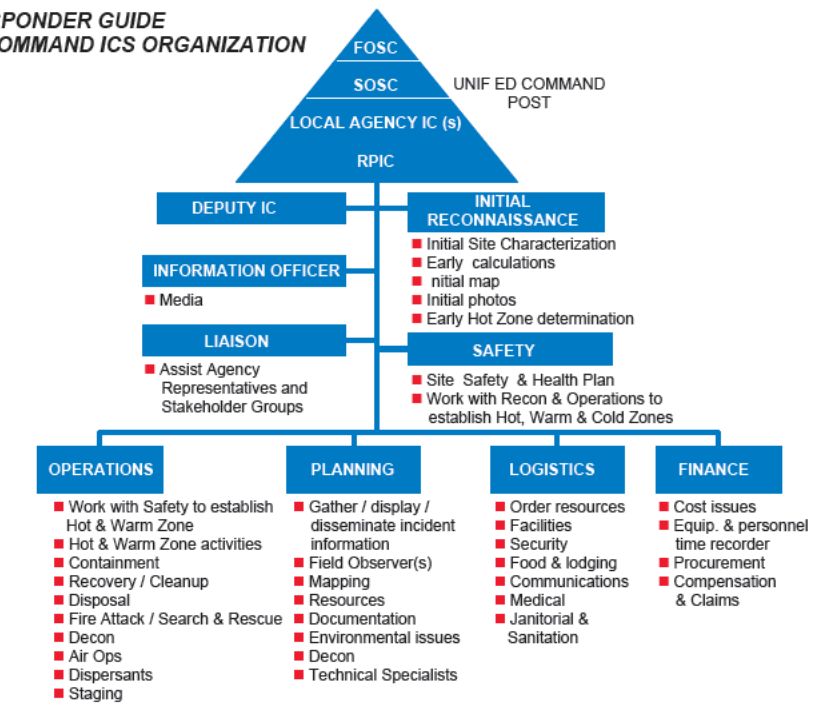 PONDER GUIDE
OMMAND ICS ORGANIZATION
FOSC
SOSC
LOCAL AGENCY IC (s)
RPIC
UNIF ED COMMAND
POST
DEPUTY IC
INITIAL
RECONNAISSANCE
Initial Site Characterization
Early calculations
nitial map
Initial photos
Early Hot Zone determination
INFORMATION OFFICER
Media
LIAISON
Assist Agency
Representatives and
Stakeholder Groups
SAFETY
Site Safety & Health Plan
Work with Recon & Operations to
establish Hot, Warm & Cold Zones
OPERATIONS
Work with Safety to establish
Hot & Warm Zone
Hot & Warm Zone activities
Containment
Recovery / Cleanup
Disposal
Fire Attack / Search & Rescue
Decon
Air Ops
Dispersants
Staging
PLANNING
Gather / display /
disseminate incident
information
Field Observer(s)
Mapping
Resources
Documentation
Environmental issues
Decon
Technical Specialists
LOGISTICS
Order resources
Facilities
Security
Food & lodging
Communications
Medical
Janitorial &
Sanitation
FINANCE
Cost issues
Equip. & personnel
time recorder
Procurement
Compensation
& Claims